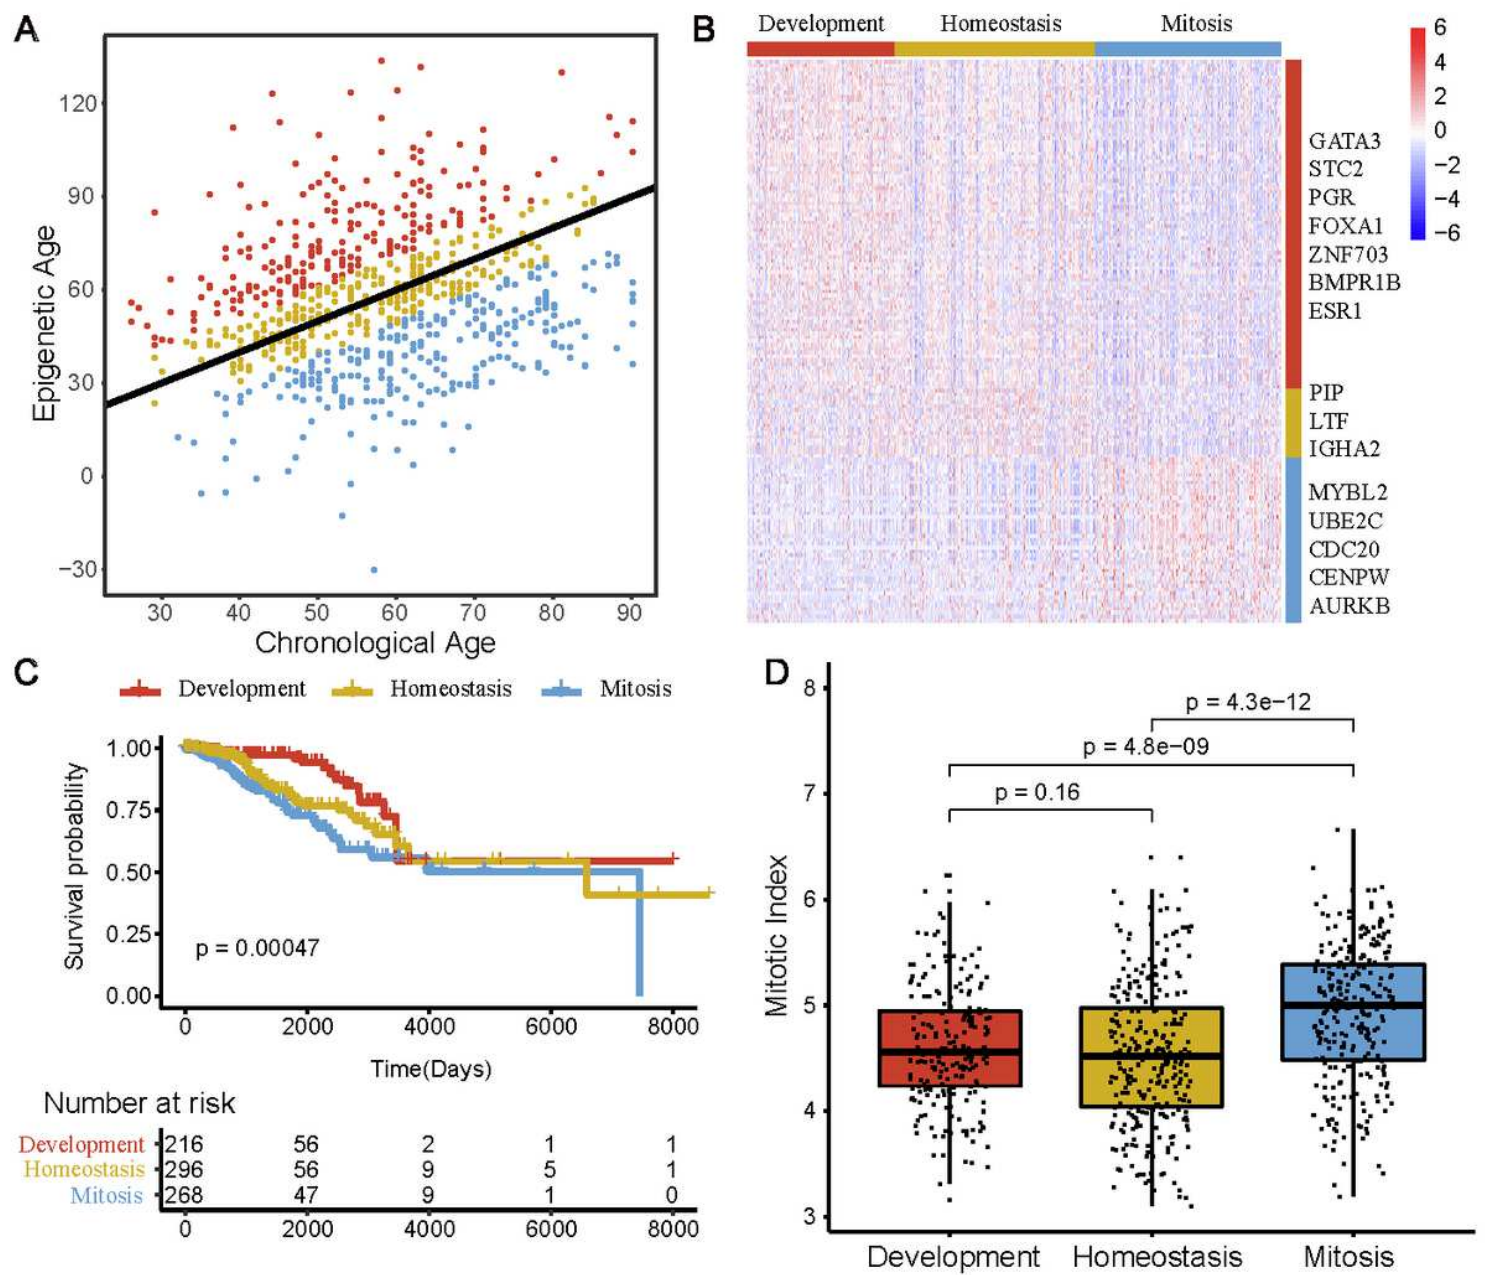 A
120
90
60
30
0
−30
Epigenetic Age
30 40 50 60 70 80 90
Chronological Age
B
Development Homeostasis Mitosis
6
4
2
0
−2
−4
−6
GATA3
STC2
PGR
FOXA1
ZNF703
BMPR1B
ESR1
PIP
LTF
IGHA2
MYBL2
UBE2C
CDC20
CENPW
AURKB
C
Development Homeostasis Mitosis
1.00
0.75
0.50
0.25
0.00
Survival probability
p = 0.00047
0 2000 4000 6000 8000
Time(Days)
Number at risk
Development 216 56 2 1 1
Homeostasis 296 56 9 5 1
Mitosis 268 47 9 1 0
0 2000 4000 6000 8000
D
8
7
6
5
4
3
Mitotic Index
p = 4.3e−12
p = 4.8e−09
p = 0.16
Development Homeostasis Mitosis